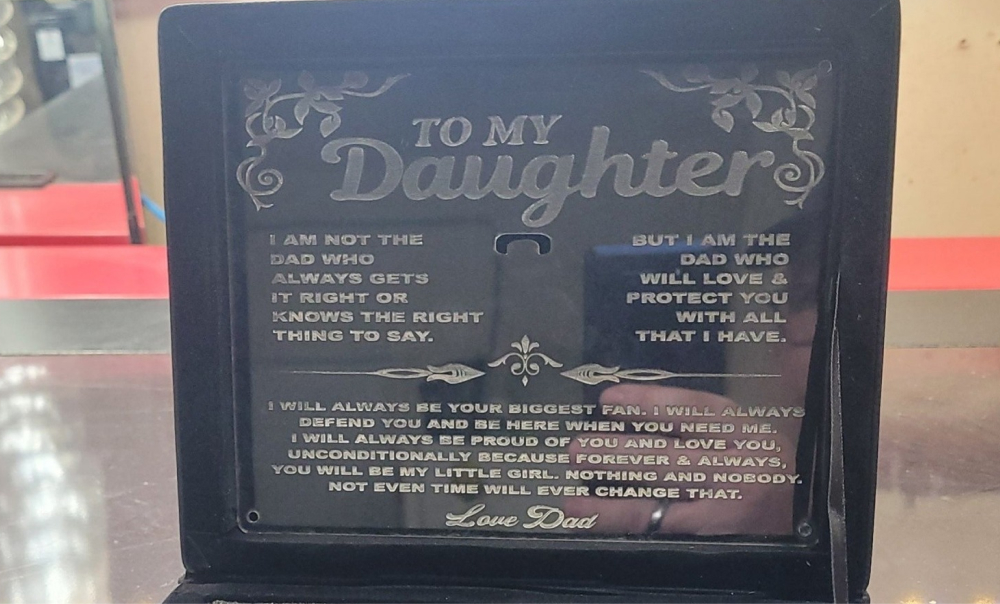 TO MY
Daughter
I AM NOT THE
DAD WHO
ALWAYS GETS
IT RIGHT OR
KNOWS THE RIGHT
THING TO SAY.
BUT I AM THE
DAD WHO
WILL LOVE &
PROTECT YOU
WITH ALL
THAT I HAVE.
I WILL ALWAYS BE YOUR BIGGEST FAN. I WILL ALWAYS
DEFEND YOU AND BE HERE WHEN YOU NEED ME.
I WILL ALWAYS BE PROUD OF YOU AND LOVE YOU,
UNCONDITIONALLY BECAUSE FOREVER & ALWAYS,
YOU WILL BE MY LITTLE GIRL. NOTHING AND NOBODY.
NOT EVEN TIME WILL EVER CHANGE THAT.
Love Dad